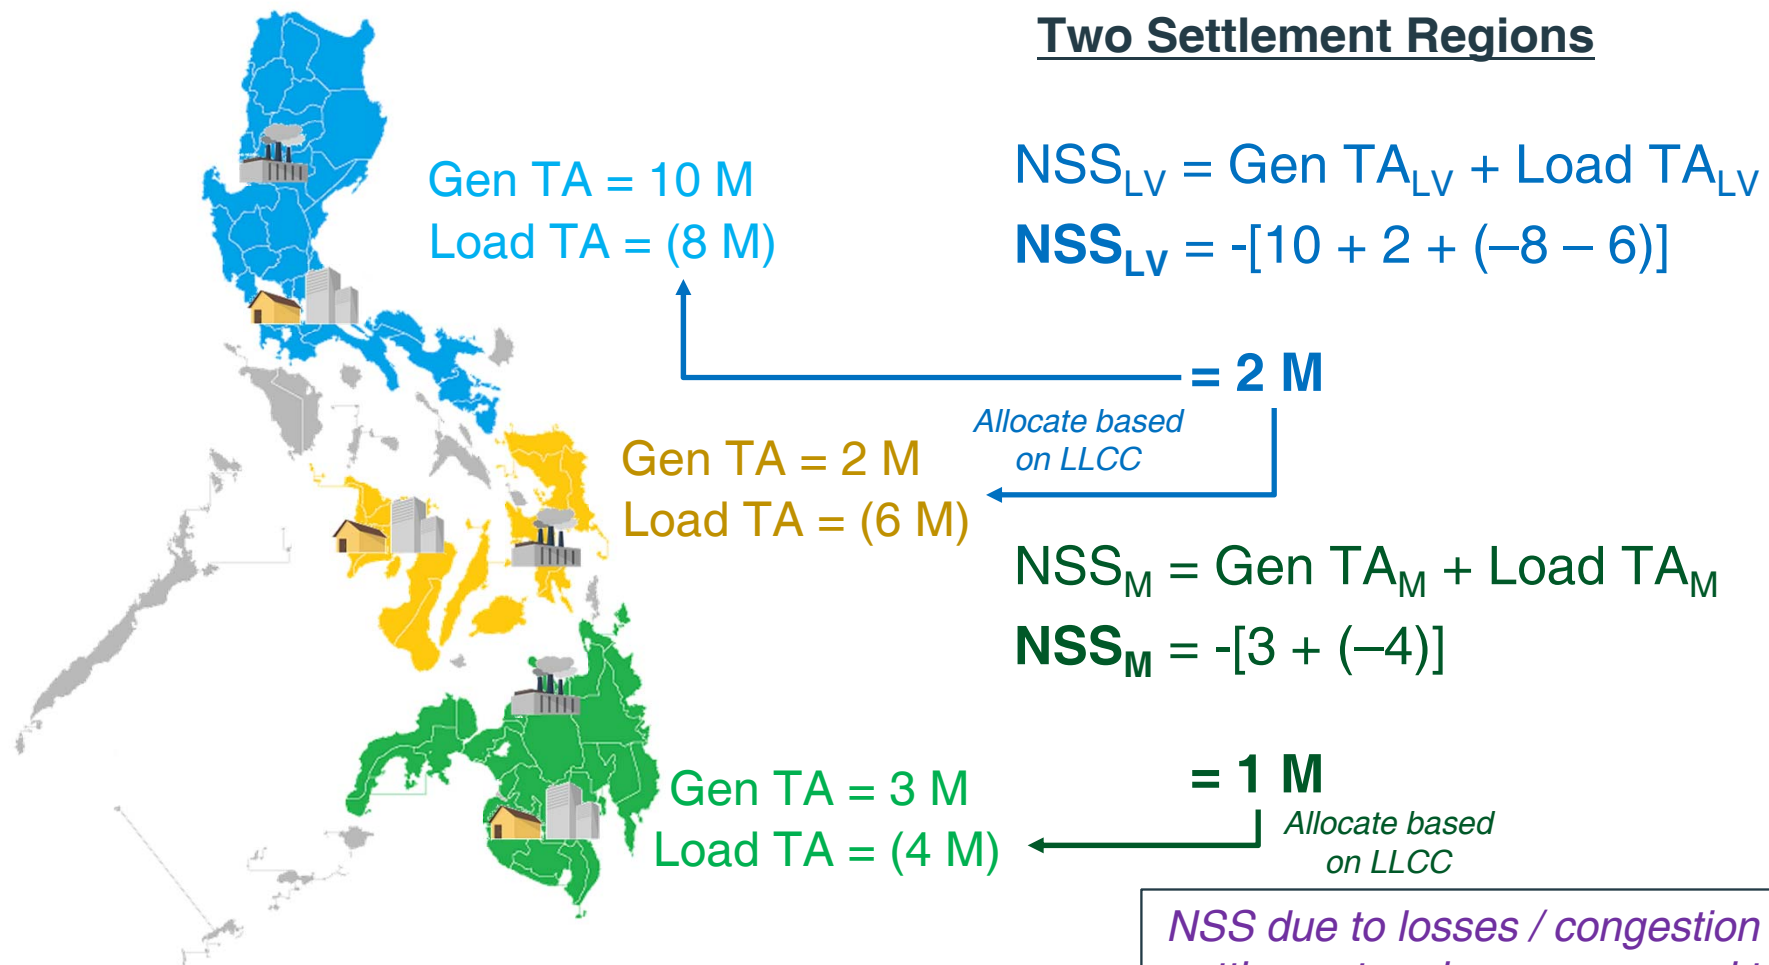 Two Settlement Regions
Gen TA = 10 M
Load TA = (8 M)
NSSLV = Gen TALV + Load TALV
NSSLV = -[10 + 2 + (–8 – 6)]
= 2 M
Allocate based
on LLCC
Gen TA = 2 M
Load TA = (6 M)
NSSM = Gen TAM + Load TAM
NSSM = -[3 + (–4)]
= 1 M
Gen TA = 3 M
Load TA = (4 M)
Allocate based
on LLCC
NSS due to losses / congestion